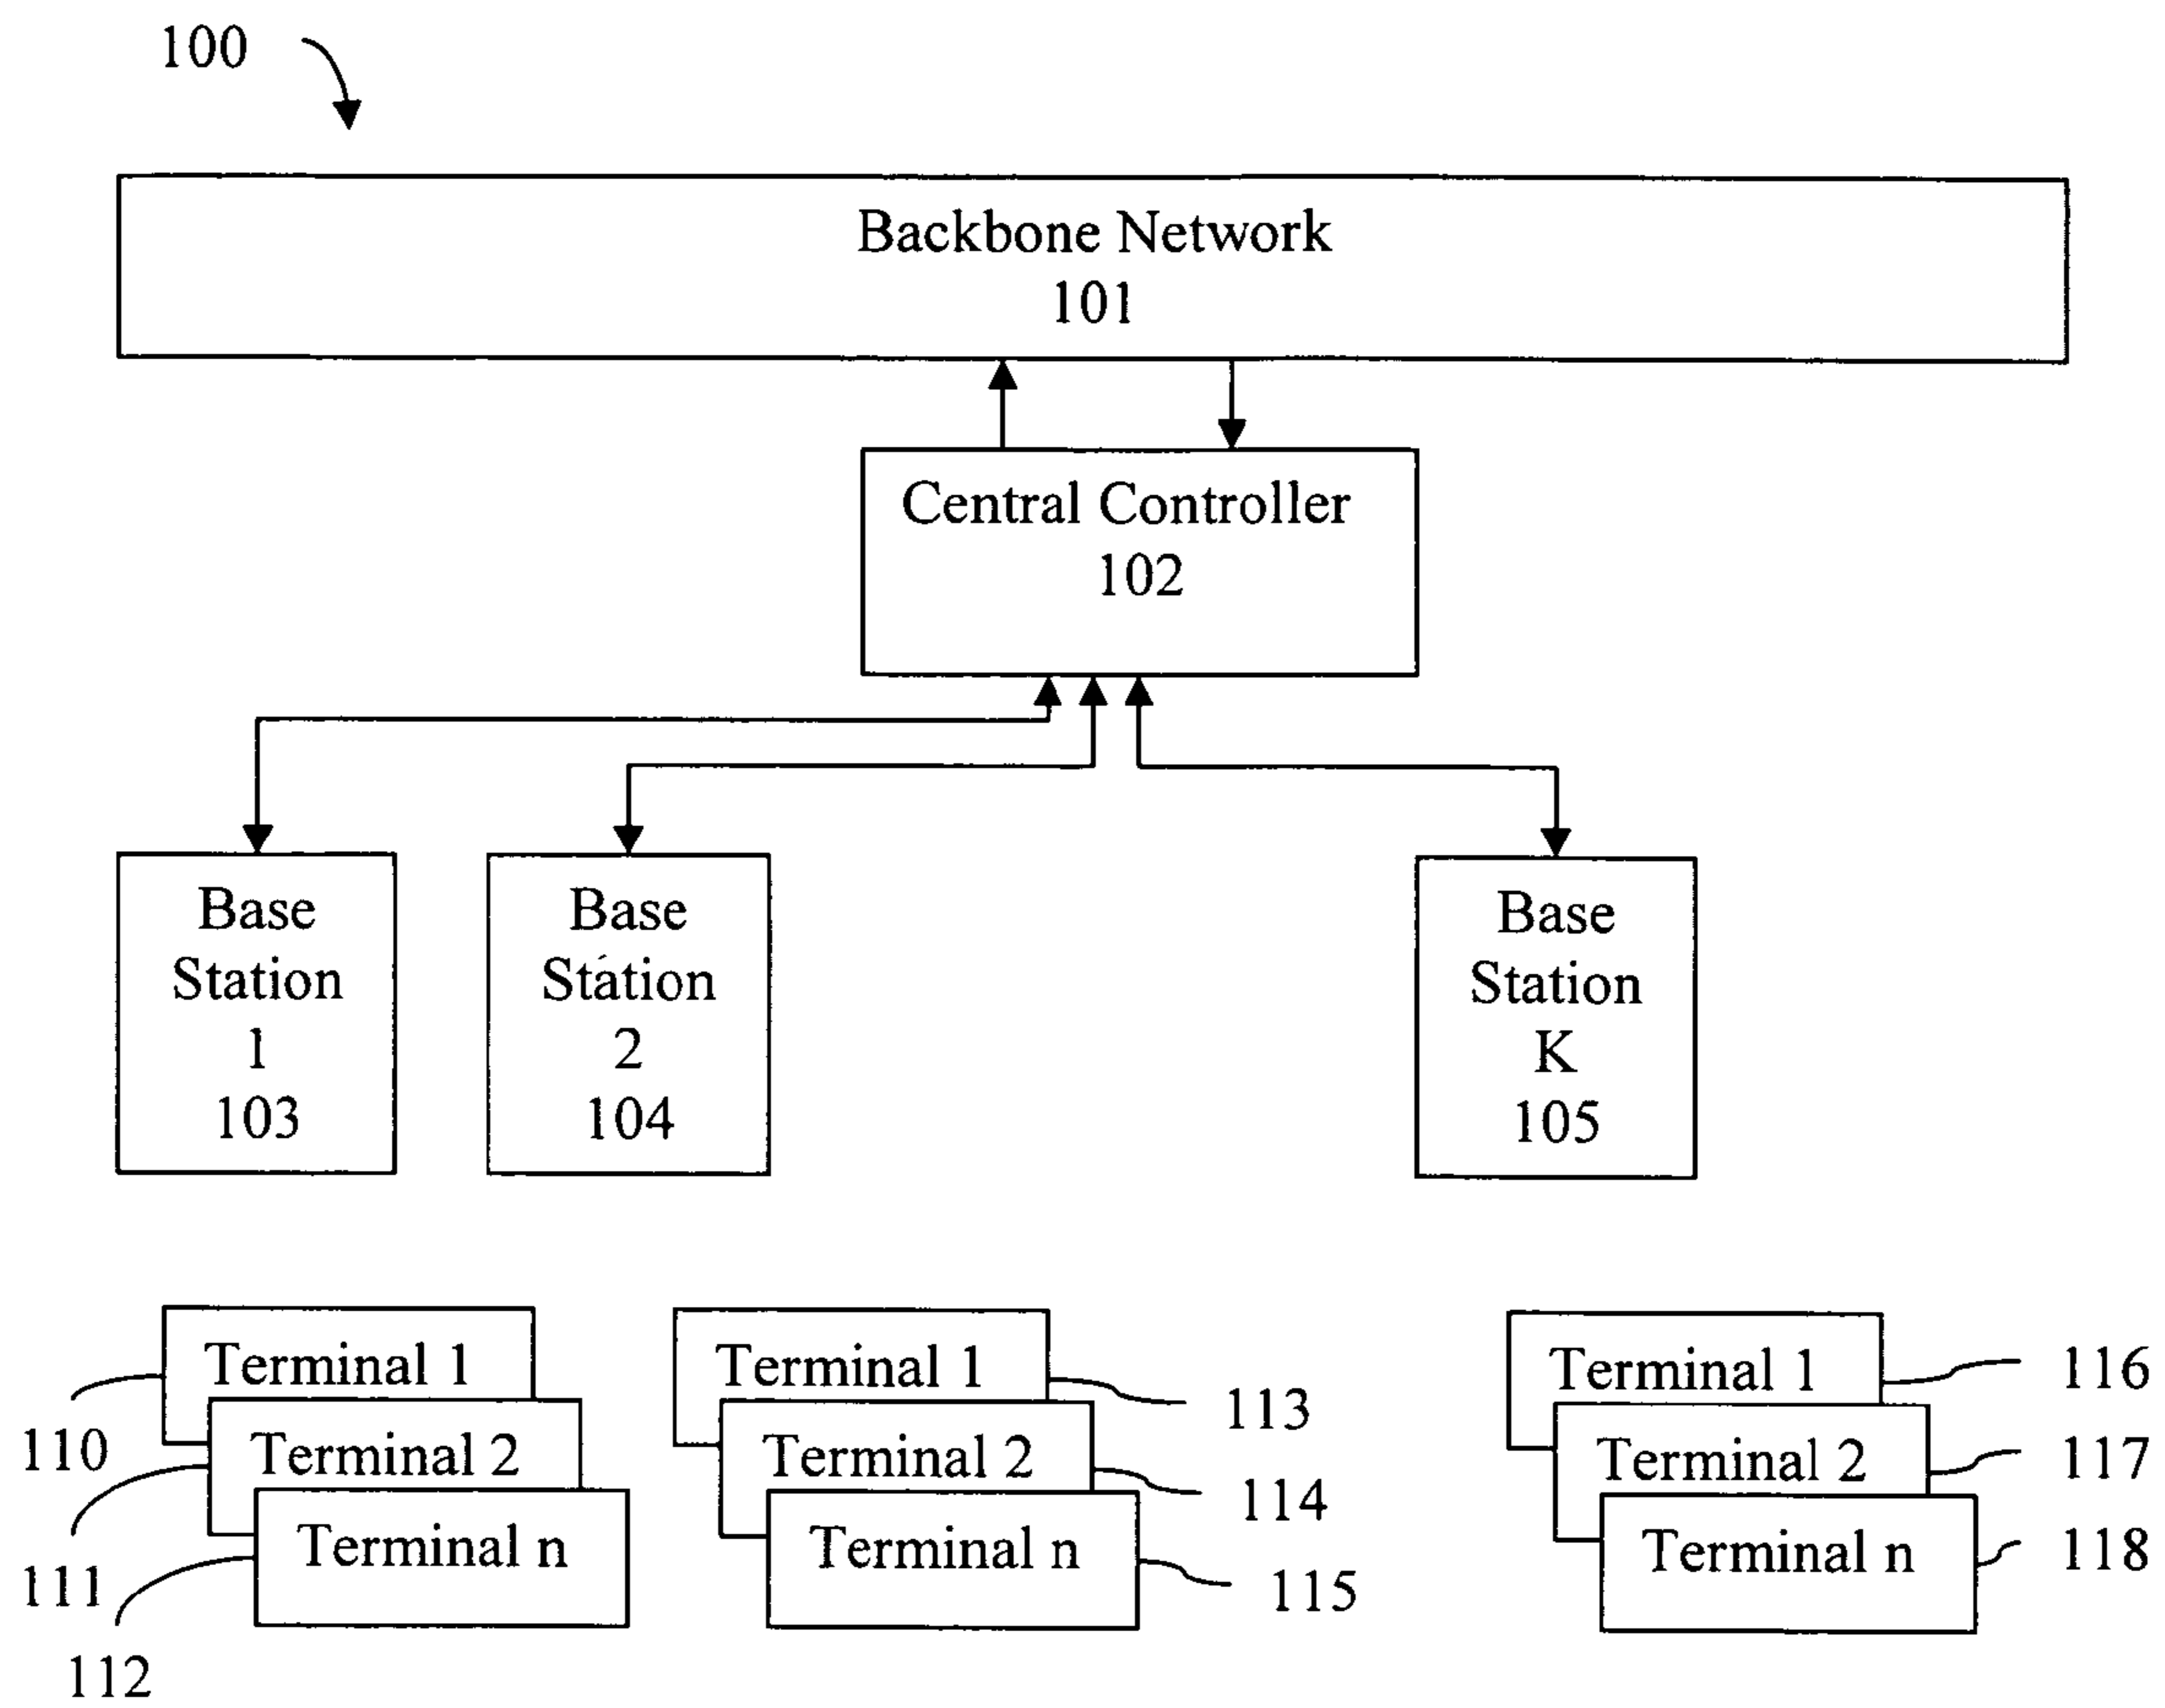 100
Backbone Network
101
Central Controller
102
Base
Station
1
103
Base
Station
2
104
Base
Station
K
105
Terminal 1
Terminal 2
Terminal n
110
111
112
Terminal 1
Terminal 2
Terminal n
113
114
115
Terminal 1
Terminal 2
Terminal n
116
117
118